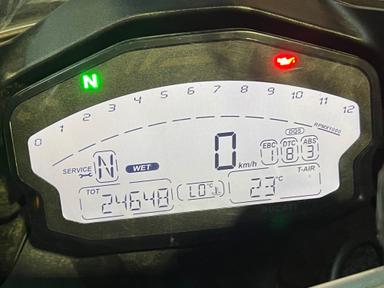 N
0 1 2 3 4 5 6 7 8 9 10 11 12
RPMX1000
DQS
SERVICE N WET 0 km/h EBC 1 DTC 8 ABS 3
TOT 24648 LO°C 23°C T-AIR